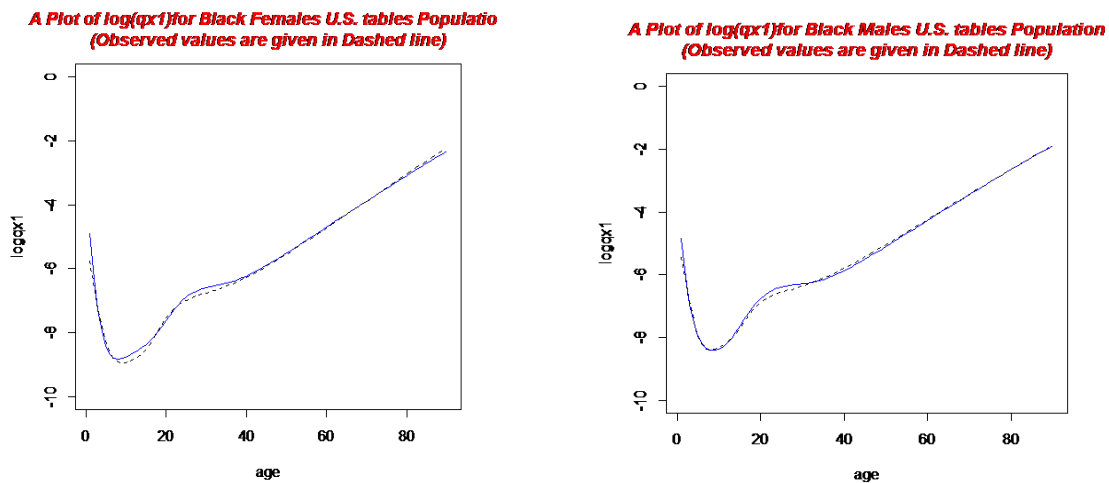 A Plot of log(qx1)for Black Females U.S. tables Populatio
(Observed values are given in Dashed line)
0
-2
-4
-6
-8
-10
logqx1
0 20 40 60 80
age
A Plot of log(qx1)for Black Males U.S. tables Population
(Observed values are given in Dashed line)
0
-2
-4
-6
-8
-10
logqx1
0 20 40 60 80
age